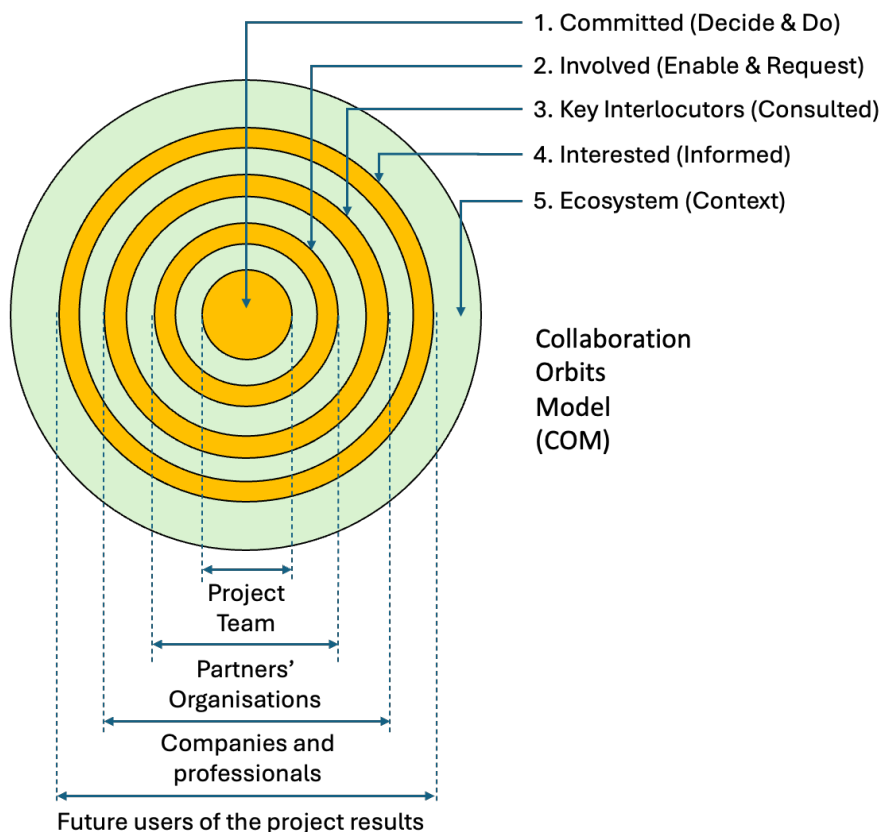 1. Committed (Decide & Do)
2. Involved (Enable & Request)
3. Key Interlocutors (Consulted)
4. Interested (Informed)
5. Ecosystem (Context)
Collaboration
Orbits
Model
(COM)
Project
Team
Partners’
Organisations
Companies and
professionals
Future users of the project results